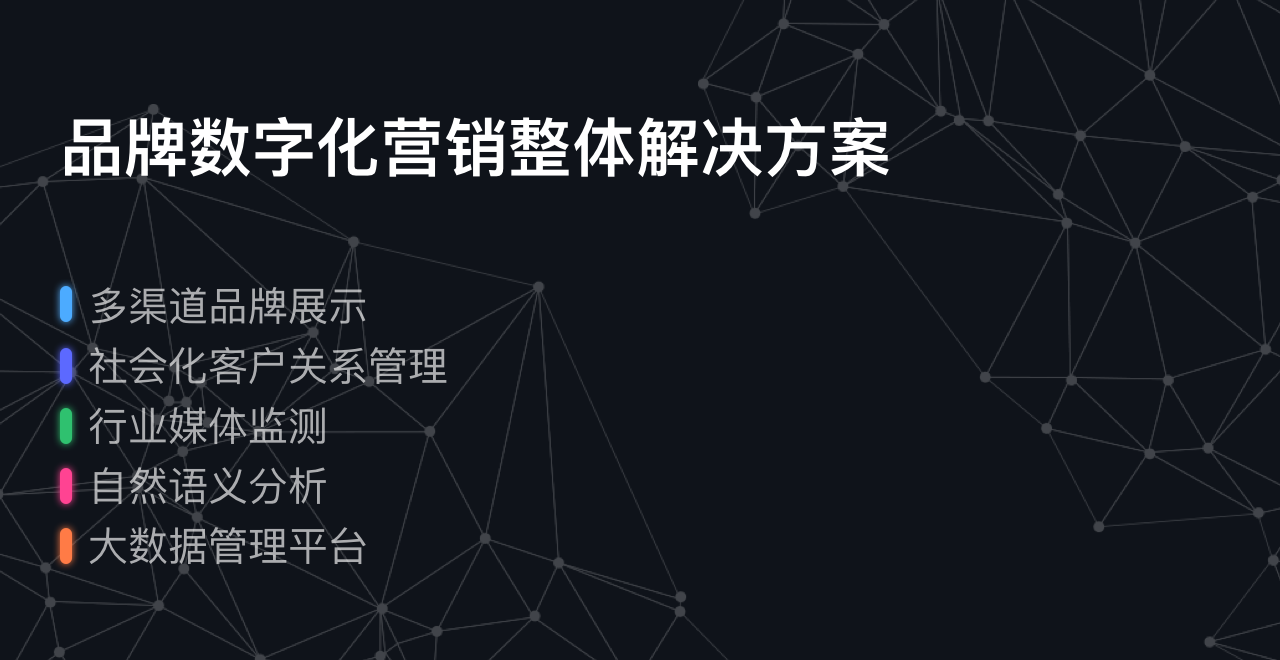 品牌数字化营销整体解决方案
多渠道品牌展示
社会化客户关系管理
行业媒体监测
自然语义分析
大数据管理平台